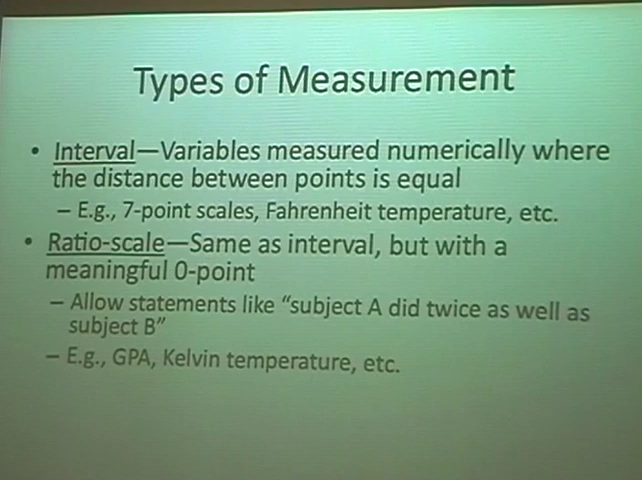 Types of Measurement
• Interval—Variables measured numerically where
the distance between points is equal
– E.g., 7-point scales, Fahrenheit temperature, etc.
• Ratio-scale—Same as interval, but with a
meaningful 0-point
– Allow statements like “subject A did twice as well as
subject B”
– E.g., GPA, Kelvin temperature, etc.